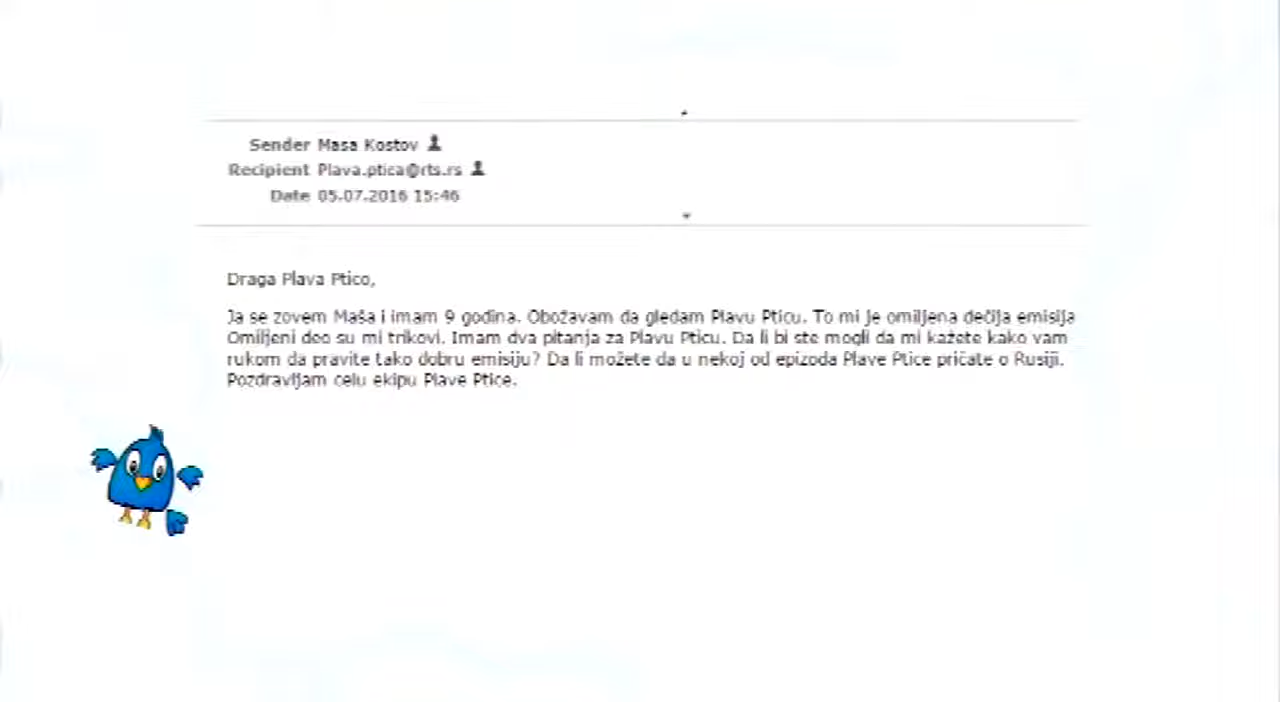 Sender Masa Kostov
Recipient Plava.ptica@rts.rs
Date 05.07.2016 15:46
Draga Plava Ptico,
Ja se zovem Maša i imam 9 godina. Obožavam da gledam Plavu Pticu. To mi je omiljena dečija emisija
Omiljeni deo su mi trikovi. Imam dva pitanja za Plavu Pticu. Da li bi ste mogli da mi kažete kako vam
rukom da pravite tako dobru emisiju? Da li možete da u nekoj od epizoda Plave Ptice pričate o Rusiji.
Pozdravljam celu ekipu Plave Ptice.